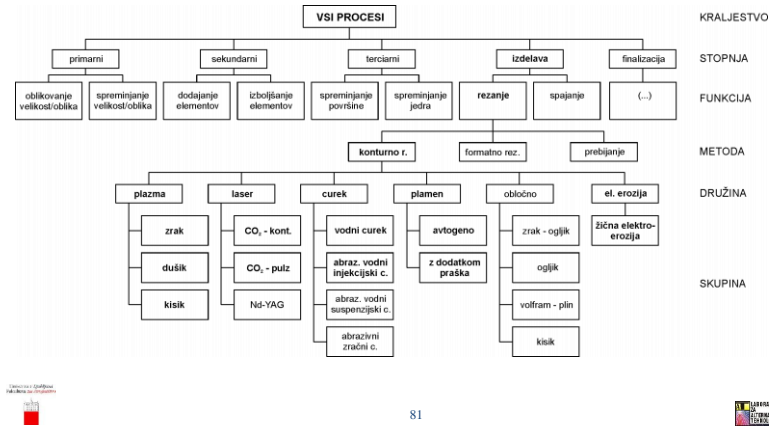 VSI PROCESI
KRALJESTVO
primarni
sekundarni
terciarni
izdelava
finalizacija
STOPNJA
oblikovanje
velikost/oblika
spreminjanje
velikost/oblika
dodajanje
elementov
izboljšanje
elementov
spreminjanje
površine
spreminjanje
jedra
rezanje
spajanje
(...)
FUNKCIJA
konturno r.
formatno rez.
prebijanje
METODA
plazma
laser
curek
plamen
obločno
el. erozija
DRUŽINA
zrak
dušik
kisik
CO₂ - kont.
CO₂ - pulz
Nd-YAG
vodni curek
abraz. vodni
injekcijski c.
abraz. vodni
suspenzijski c.
abrazivni
zračni c.
avtogeno
z dodatkom
praška
zrak - ogljik
ogljik
volfram - plin
kisik
žična elektro-
erozija
SKUPINA
81